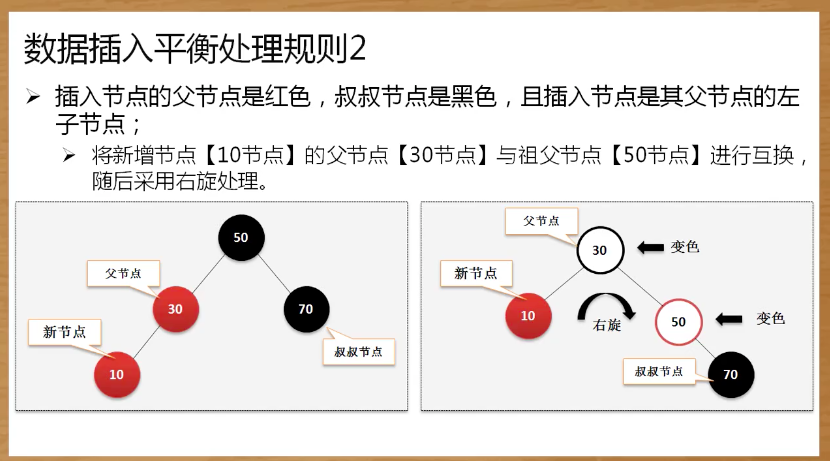 数据插入平衡处理规则2
插入节点的父节点是红色，叔叔节点是黑色，且插入节点是其父节点的左
子节点；
将新增节点【10节点】的父节点【30节点】与祖父节点【50节点】进行互换，
随后采用右旋处理。
50
父节点
30
70
新节点
叔叔节点
10
父节点
30
变色
新节点
10
右旋
50
变色
叔叔节点
70